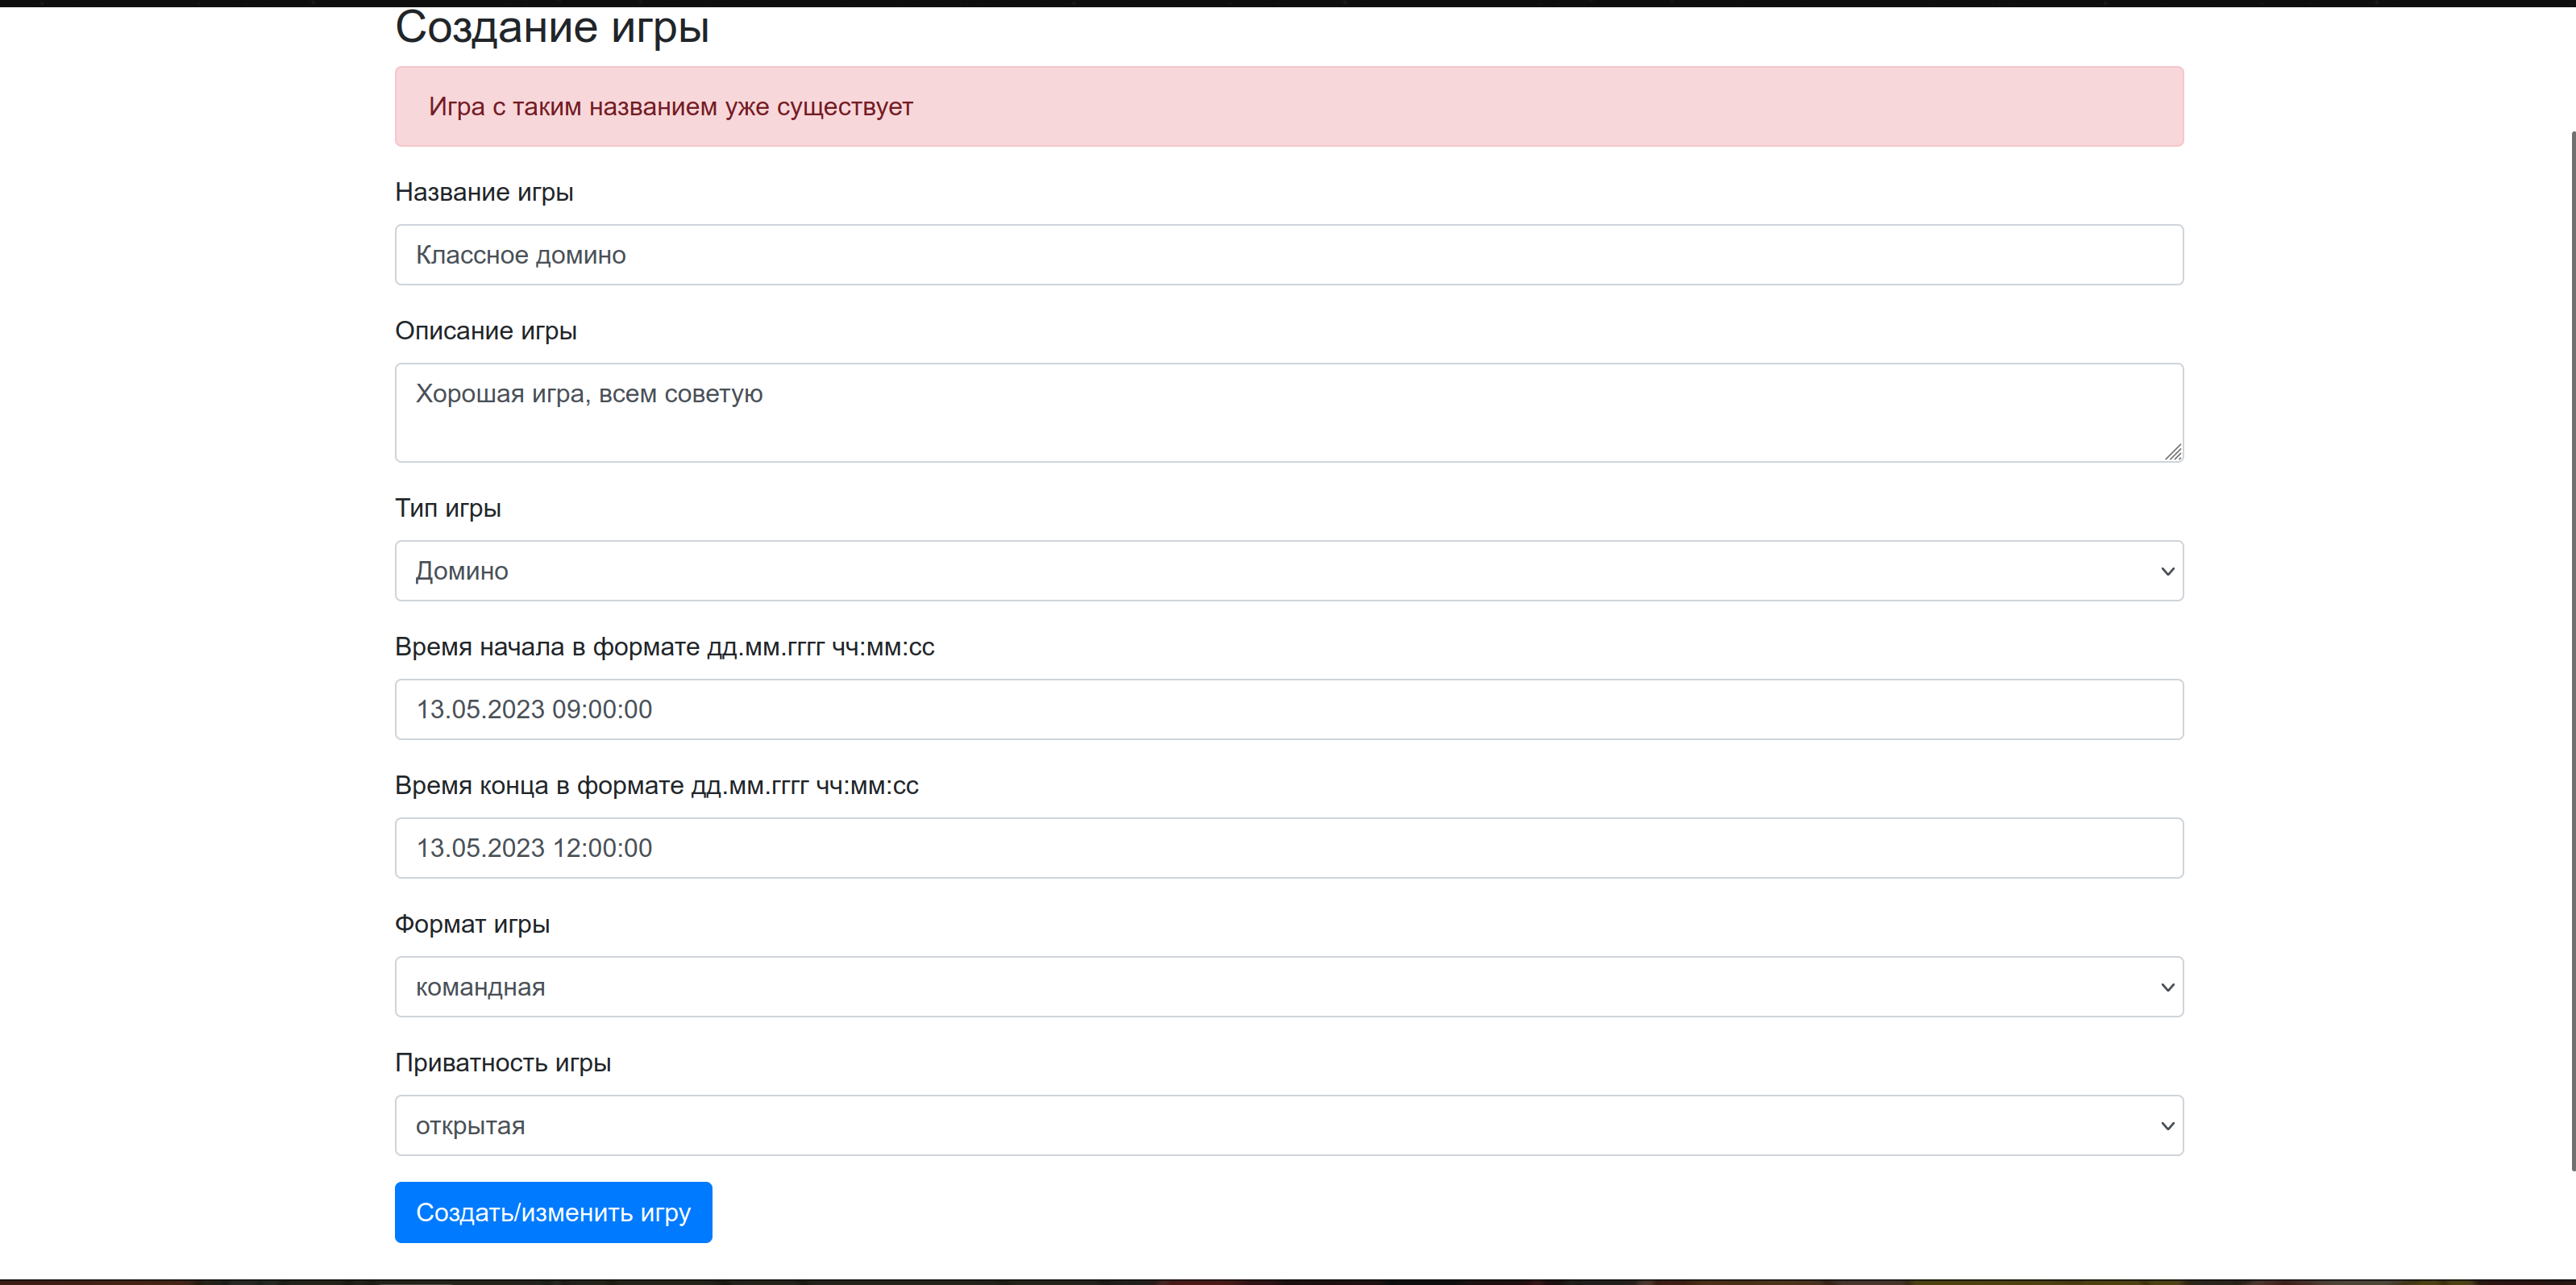 Создание игры
Игра с таким названием уже существует
Название игры
Классное домино
Описание игры
Хорошая игра, всем советую
Тип игры
Домино
Время начала в формате дд.мм.гггг чч:мм:сс
13.05.2023 09:00:00
Время конца в формате дд.мм.гггг чч:мм:сс
13.05.2023 12:00:00
Формат игры
командная
Приватность игры
открытая
Создать/изменить игру